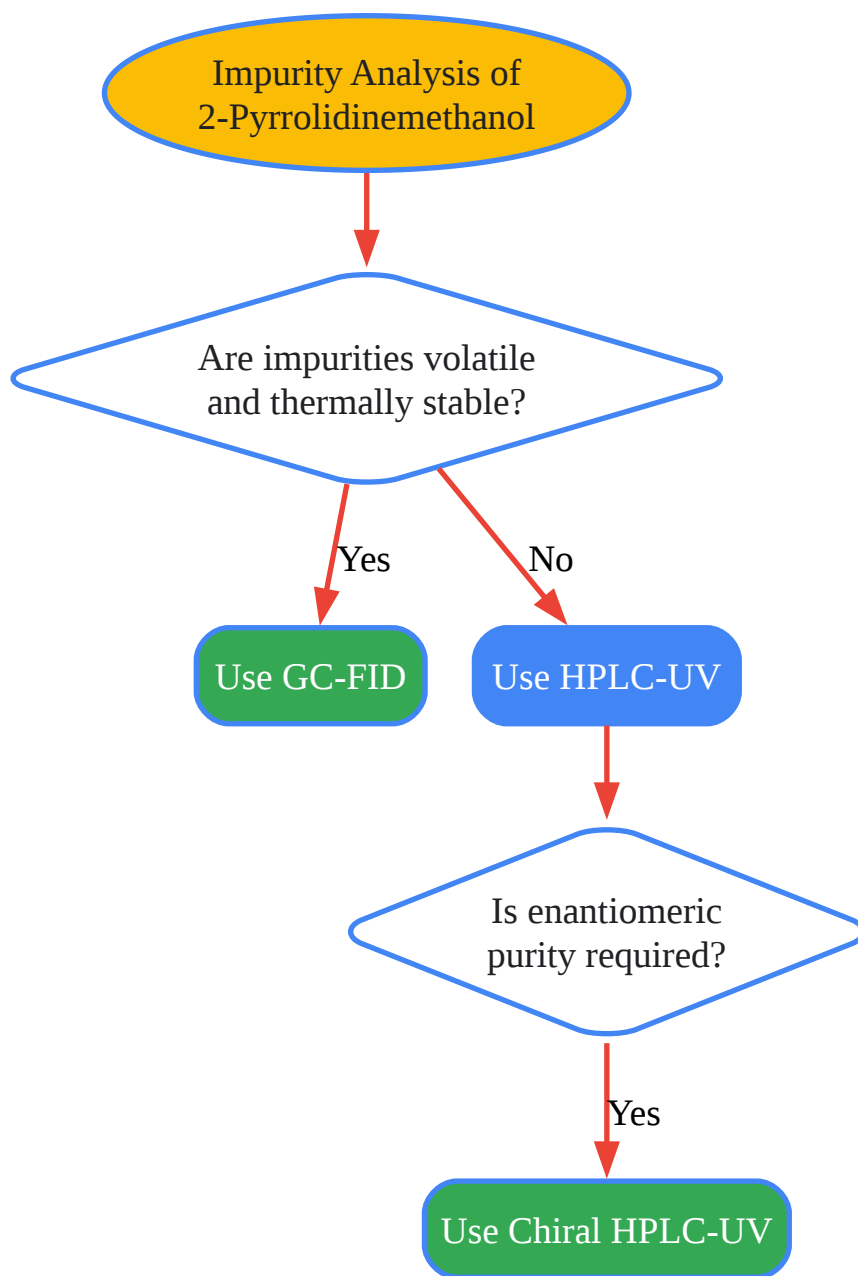 Impurity Analysis of
2-Pyrrolidinemethanol
Are impurities volatile
and thermally stable?
Yes
No
Use GC-FID
Use HPLC-UV
Is enantiomeric
purity required?
Yes
Use Chiral HPLC-UV